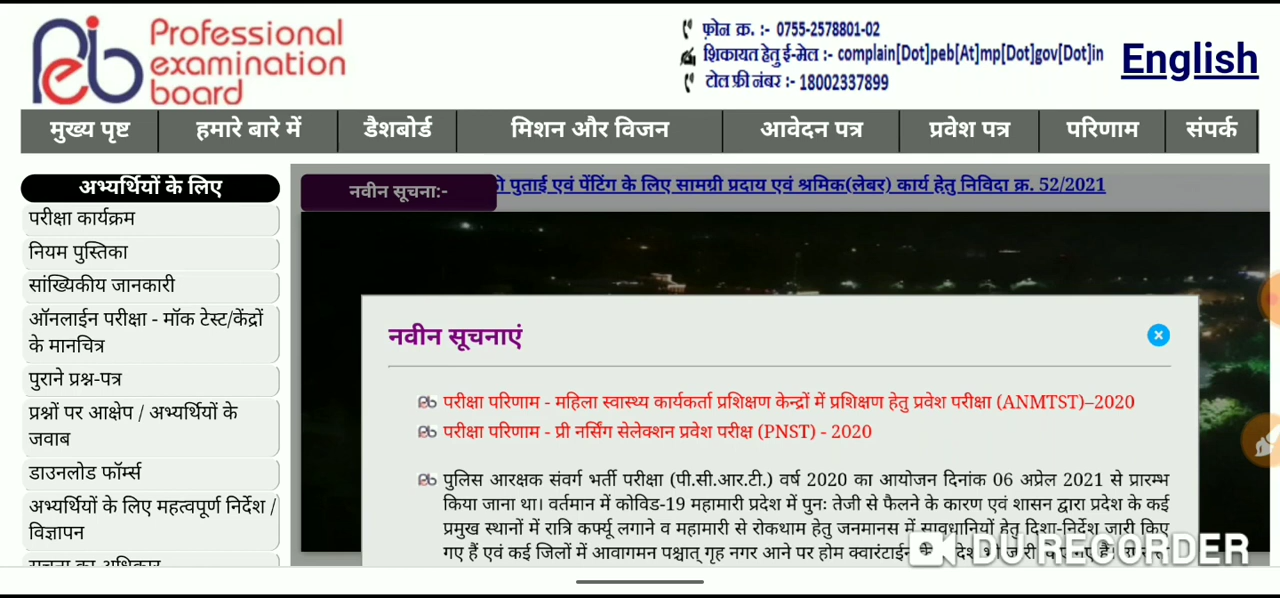 Professional
examination
board
फ़ोन क्र. :- 0755-2578801-02
शिकायत हेतु ई-मेल :- complain[Dot]peb[At]mp[Dot]gov[Dot]in
टोल फ्री नंबर :- 18002337899
English
मुख्य पृष्ट हमारे बारे में डैशबोर्ड मिशन और विजन आवेदन पत्र प्रवेश पत्र परिणाम संपर्क
अभ्यर्थियों के लिए
परीक्षा कार्यक्रम
नियम पुस्तिका
सांख्यिकीय जानकारी
ऑनलाईन परीक्षा - मॉक टेस्ट/केंद्रों
के मानचित्र
पुराने प्रश्न-पत्र
प्रश्नों पर आक्षेप / अभ्यर्थियों के
जवाब
डाउनलोड फॉर्म्स
अभ्यर्थियों के लिए महत्वपूर्ण निर्देश /
विज्ञापन
सूचना का अधिकार
नवीन सूचना:- पुताई एवं पेंटिंग के लिए सामग्री प्रदाय एवं श्रमिक(लेबर) कार्य हेतु निविदा क्र. 52/2021
नवीन सूचनाएं
परीक्षा परिणाम - महिला स्वास्थ्य कार्यकर्ता प्रशिक्षण केन्द्रों में प्रशिक्षण हेतु प्रवेश परीक्षा (ANMTST)–2020
परीक्षा परिणाम - प्री नर्सिंग सेलेक्शन प्रवेश परीक्ष (PNST) - 2020
पुलिस आरक्षक संवर्ग भर्ती परीक्षा (पी.सी.आर.टी.) वर्ष 2020 का आयोजन दिनांक 06 अप्रेल 2021 से प्रारम्भ
किया जाना था। वर्तमान में कोविड-19 महामारी प्रदेश में पुनः तेजी से फैलने के कारण एवं शासन द्वारा प्रदेश के कई
प्रमुख स्थानों में रात्रि कर्फ्यू लगाने व महामारी से रोकथाम हेतु जनमानस में सावधानियों हेतु दिशा-निर्देश जारी किए
गए हैं एवं कई जिलों में आवागमन पश्चात् गृह नगर आने पर होम क्वारंटाईन
DU RECORDER